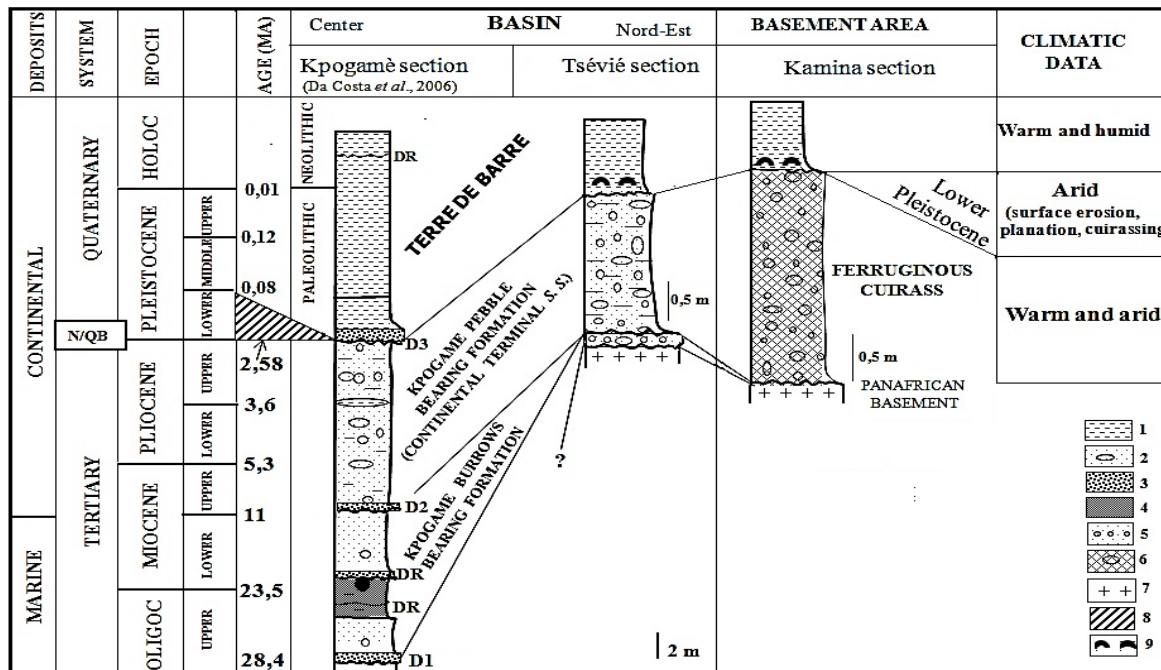 DEPOSITS
SYSTEM
EPOCH
AGE (MA)
Center
BASIN
Nord-Est
BASEMENT AREA
CLIMATIC
DATA
Kpogamè section
(Da Costa et al., 2006)
Tsévié section
Kamina section
CONTINENTAL
MARINE
QUATERNARY
TERTIARY
N/QB
HOLOC
PLEISTOCENE
PLIOCENE
MIOCENE
OLIGOC
UPPER
MIDDLE
LOWER
UPPER
LOWER
UPPER
LOWER
UPPER
0,01
0,12
0,08
2,58
3,6
5,3
11
23,5
28,4
NEOLITHIC
PALEOLITHIC
DR
D3
D2
DR
DR
D1
TERRE DE BARRE
KPOGAME PEBBLE
BEARING FORMATION
(CONTINENTAL TERMINAL S. S.)
KPOGAME BURROWS
BEARING FORMATION
?
0,5 m
2 m
FERRUGINOUS
CUIRASS
0,5 m
PANAFRICAN
BASEMENT
Lower
Pleistocene
Warm and humid
Arid
(surface erosion,
planation, cuirassing
Warm and arid
1
2
3
4
5
6
7
8
9